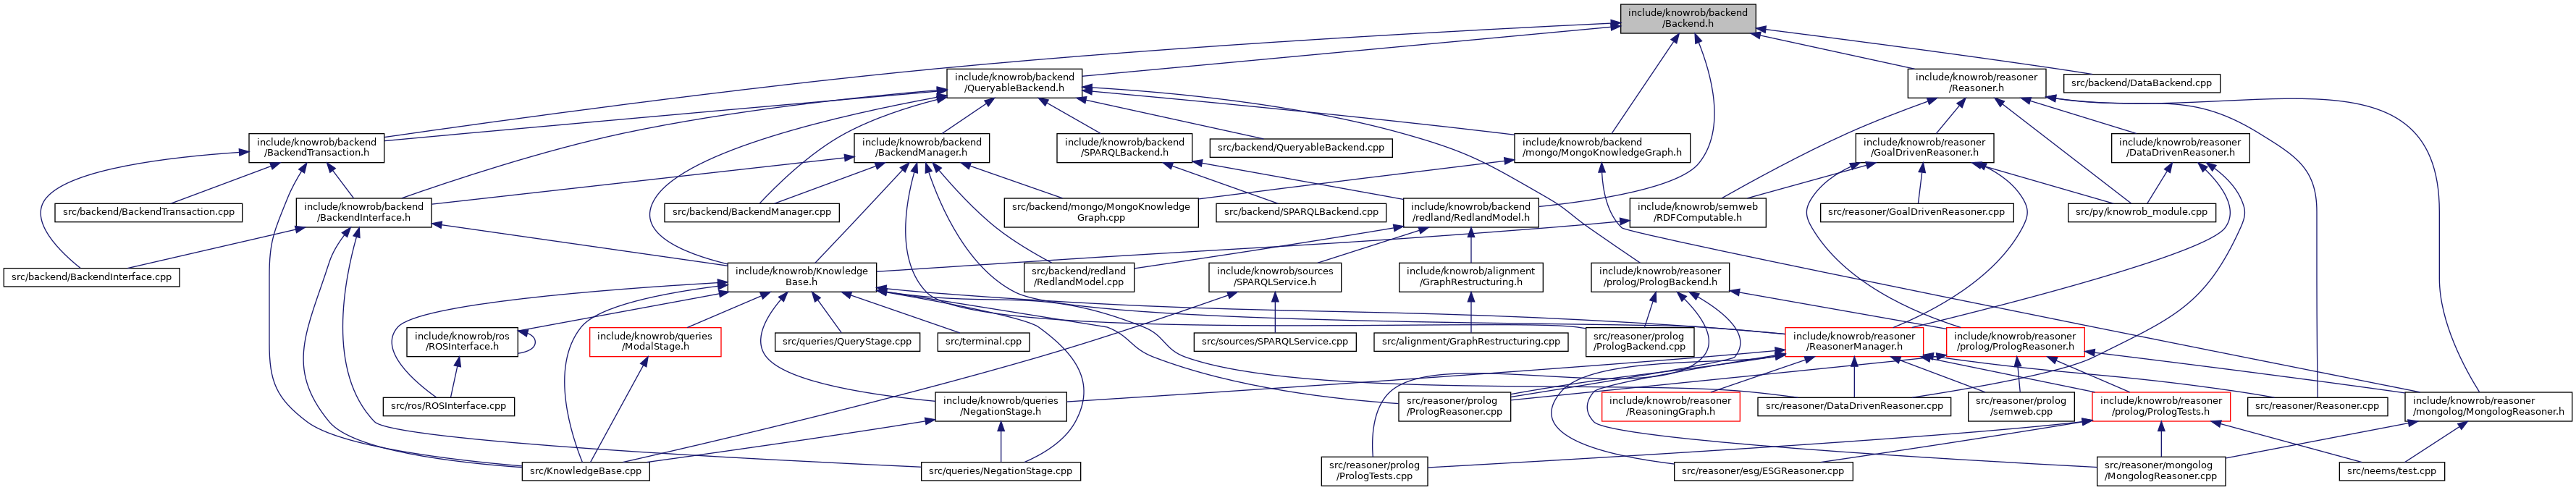 include/knowrob/backend
/Backend.h
include/knowrob/backend
/QueryableBackend.h
include/knowrob/reasoner
/Reasoner.h
src/backend/DataBackend.cpp
include/knowrob/backend
/BackendTransaction.h
include/knowrob/backend
/BackendManager.h
include/knowrob/backend
/SPARQLBackend.h
src/backend/QueryableBackend.cpp
include/knowrob/backend
/mongo/MongoKnowledgeGraph.h
include/knowrob/reasoner
/GoalDrivenReasoner.h
include/knowrob/reasoner
/DataDrivenReasoner.h
src/backend/BackendTransaction.cpp
include/knowrob/backend
/BackendInterface.h
src/backend/BackendManager.cpp
src/backend/mongo/MongoKnowledge
Graph.cpp
src/backend/SPARQLBackend.cpp
include/knowrob/backend
/redland/RedlandModel.h
include/knowrob/semweb
/RDFComputable.h
src/reasoner/GoalDrivenReasoner.cpp
src/py/knowrob_module.cpp
src/backend/BackendInterface.cpp
include/knowrob/Knowledge
Base.h
src/backend/redland
/RedlandModel.cpp
include/knowrob/sources
/SPARQLService.h
include/knowrob/alignment
/GraphRestructuring.h
include/knowrob/reasoner
/prolog/PrologBackend.h
include/knowrob/ros
/ROSInterface.h
include/knowrob/queries
/ModalStage.h
src/queries/QueryStage.cpp
src/terminal.cpp
src/sources/SPARQLService.cpp
src/alignment/GraphRestructuring.cpp
src/reasoner/prolog
/PrologBackend.cpp
include/knowrob/reasoner
/ReasonerManager.h
include/knowrob/reasoner
/prolog/PrologReasoner.h
src/ros/ROSInterface.cpp
include/knowrob/queries
/NegationStage.h
src/reasoner/prolog
/PrologReasoner.cpp
include/knowrob/reasoner
/ReasoningGraph.h
src/reasoner/DataDrivenReasoner.cpp
src/reasoner/prolog
/semweb.cpp
include/knowrob/reasoner
/prolog/PrologTests.h
src/reasoner/Reasoner.cpp
include/knowrob/reasoner
/mongolog/MongologReasoner.h
src/KnowledgeBase.cpp
src/queries/NegationStage.cpp
src/reasoner/prolog
/PrologTests.cpp
src/reasoner/esg/ESGReasoner.cpp
src/reasoner/mongolog
/MongologReasoner.cpp
src/neems/test.cpp